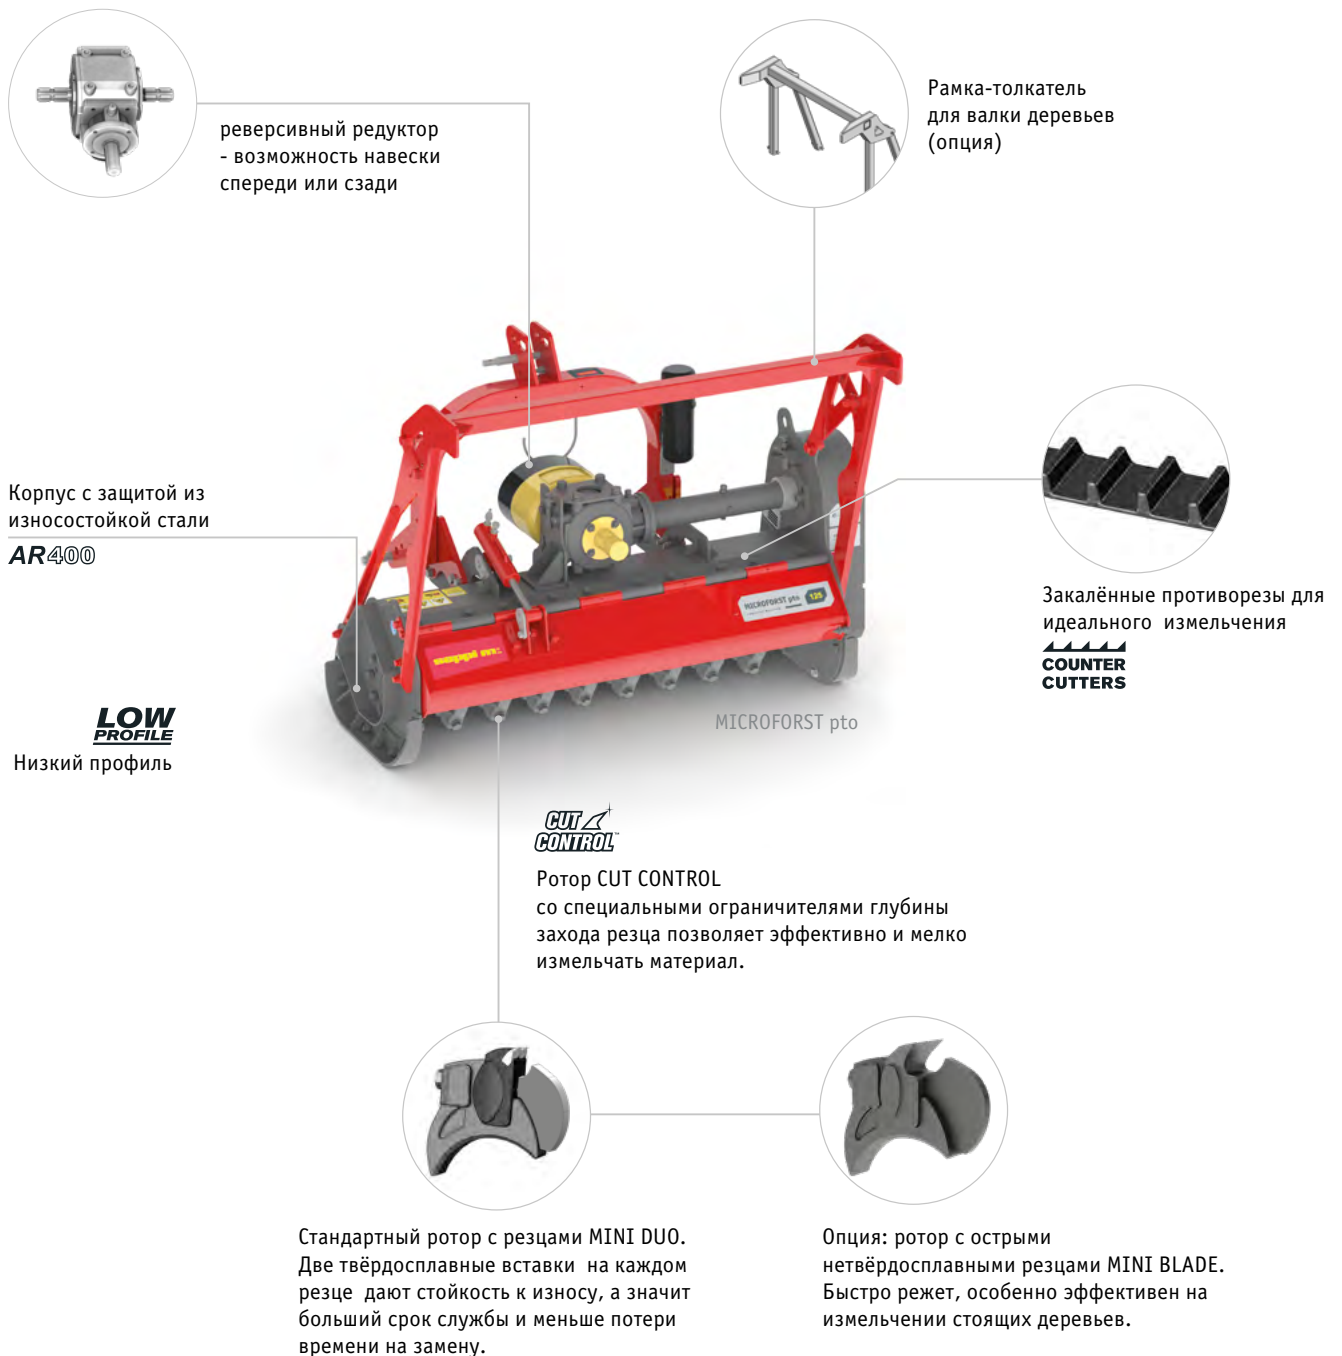 реверсивный редуктор
- возможность навески
спереди или сзади
Рамка-толкатель
для валки деревьев
(опция)
Корпус с защитой из
износостойкой стали
AR400
Закалённые противорезы для
идеального измельчения
COUNTER
CUTTERS
LOW
PROFILE
Низкий профиль
MICROFORST pto
125
MICROFORST pto
CUT
CONTROL™
Ротор CUT CONTROL
со специальными ограничителями глубины
захода резца позволяет эффективно и мелко
измельчать материал.
Стандартный ротор с резцами MINI DUO.
Две твёрдосплавные вставки на каждом
резце дают стойкость к износу, а значит
больший срок службы и меньше потери
времени на замену.
Опция: ротор с острыми
нетвёрдосплавными резцами MINI BLADE.
Быстро режет, особенно эффективен на
измельчении стоящих деревьев.